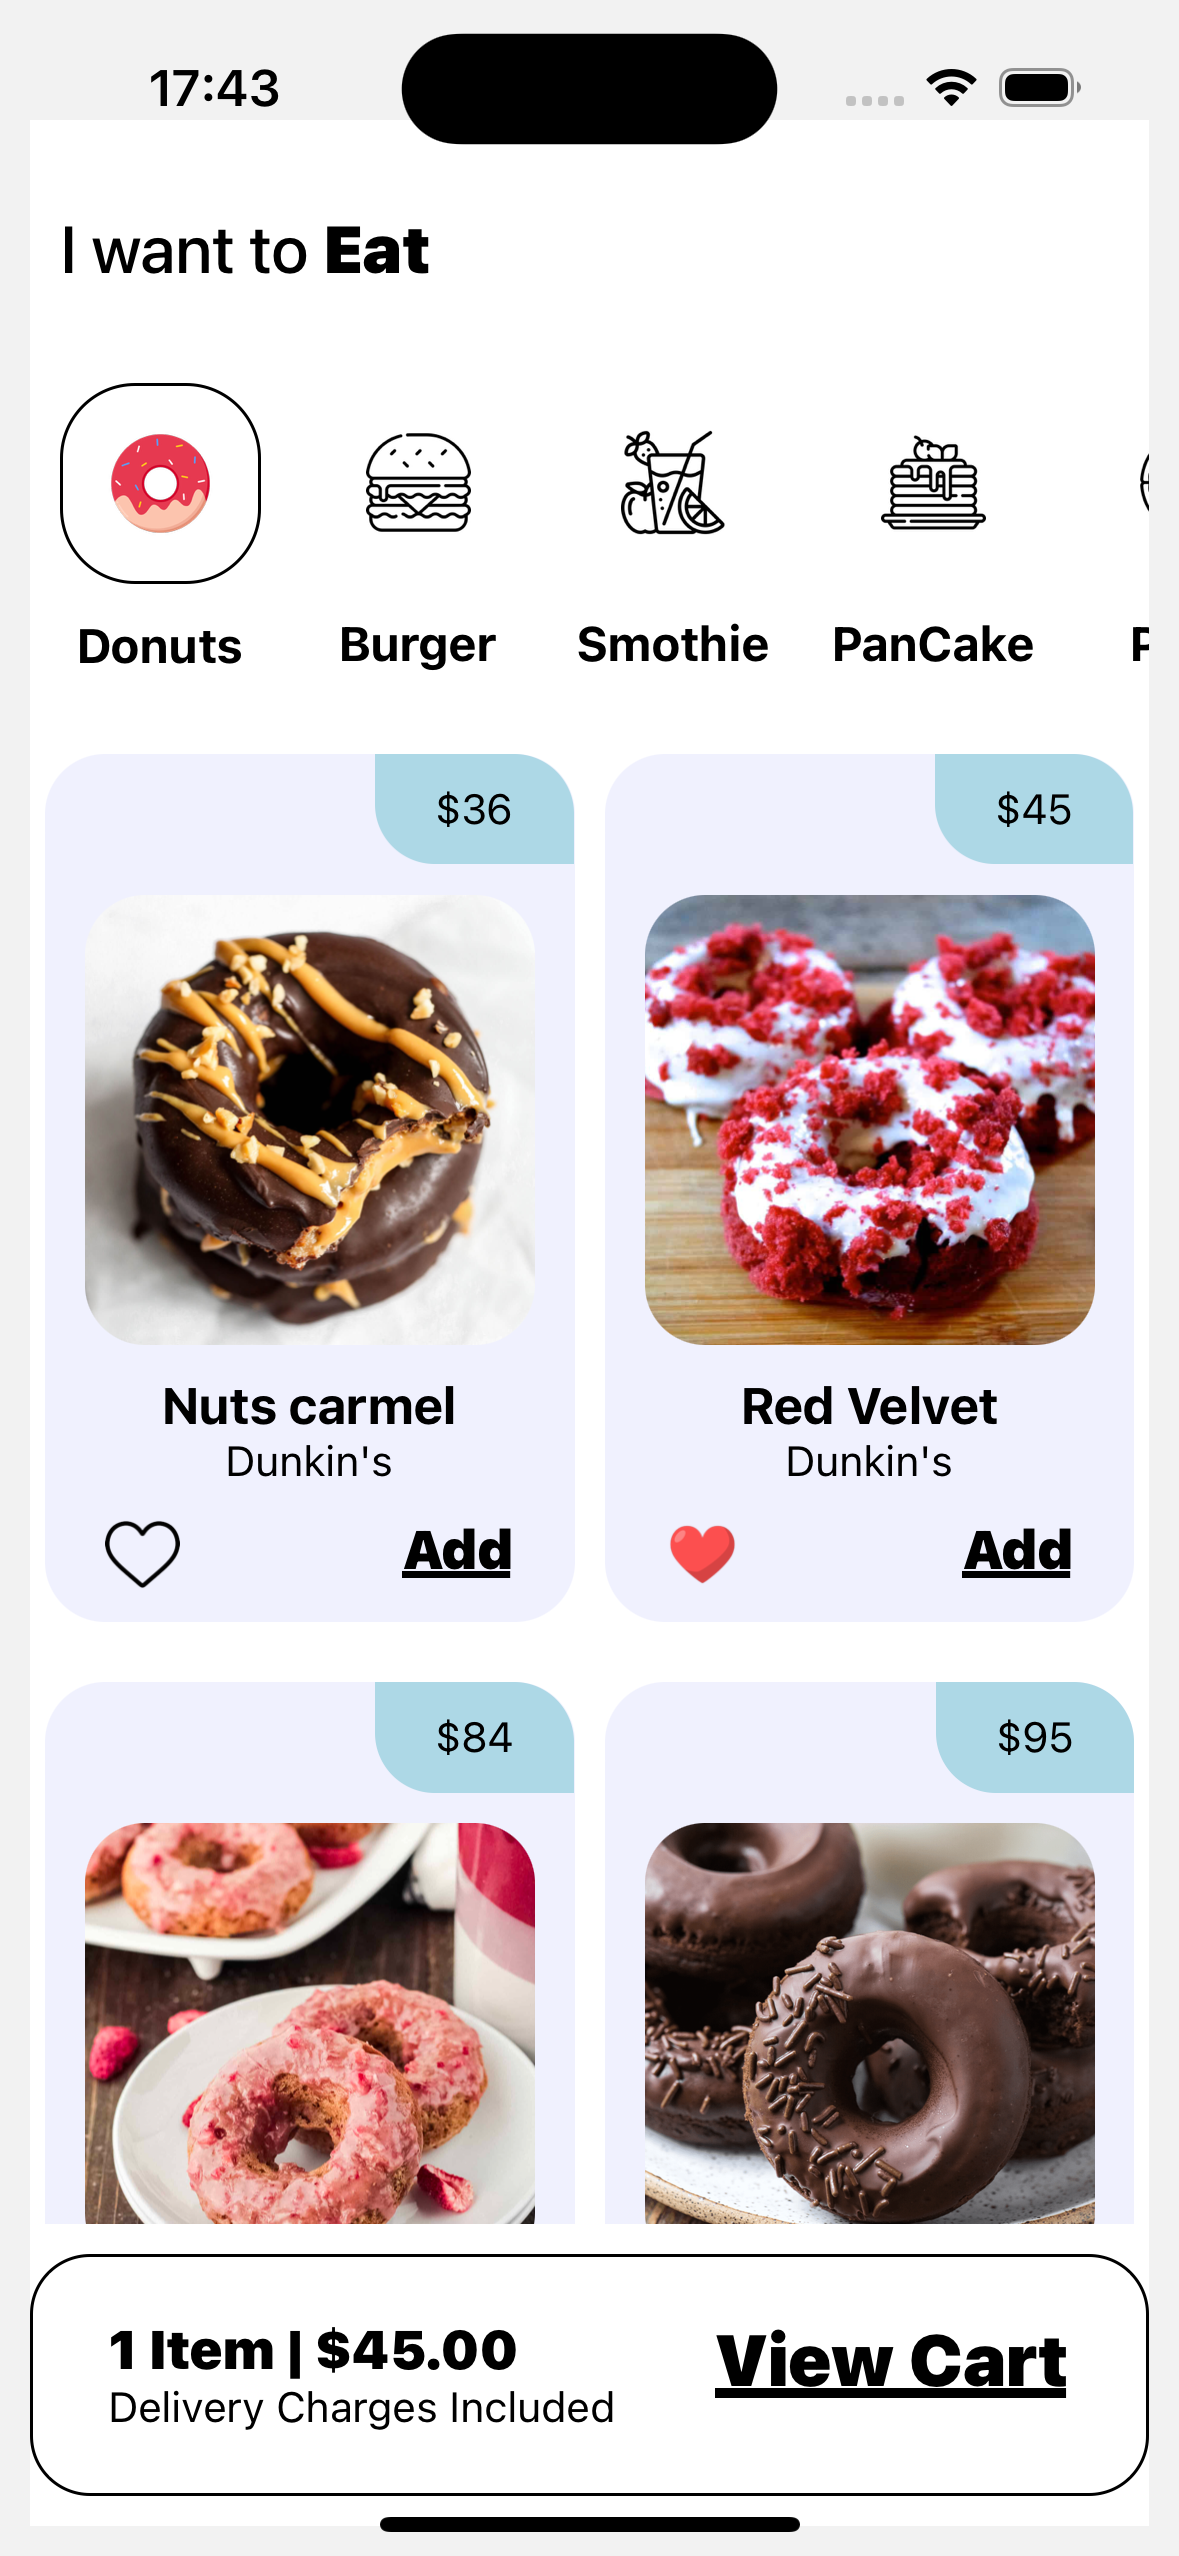 17:43
I want to Eat
Donuts
Burger
Smothie
PanCake
P
$36
$45
Nuts carmel
Dunkin's
Add
Red Velvet
Dunkin's
Add
$84
$95
1 Item | $45.00
Delivery Charges Included
View Cart